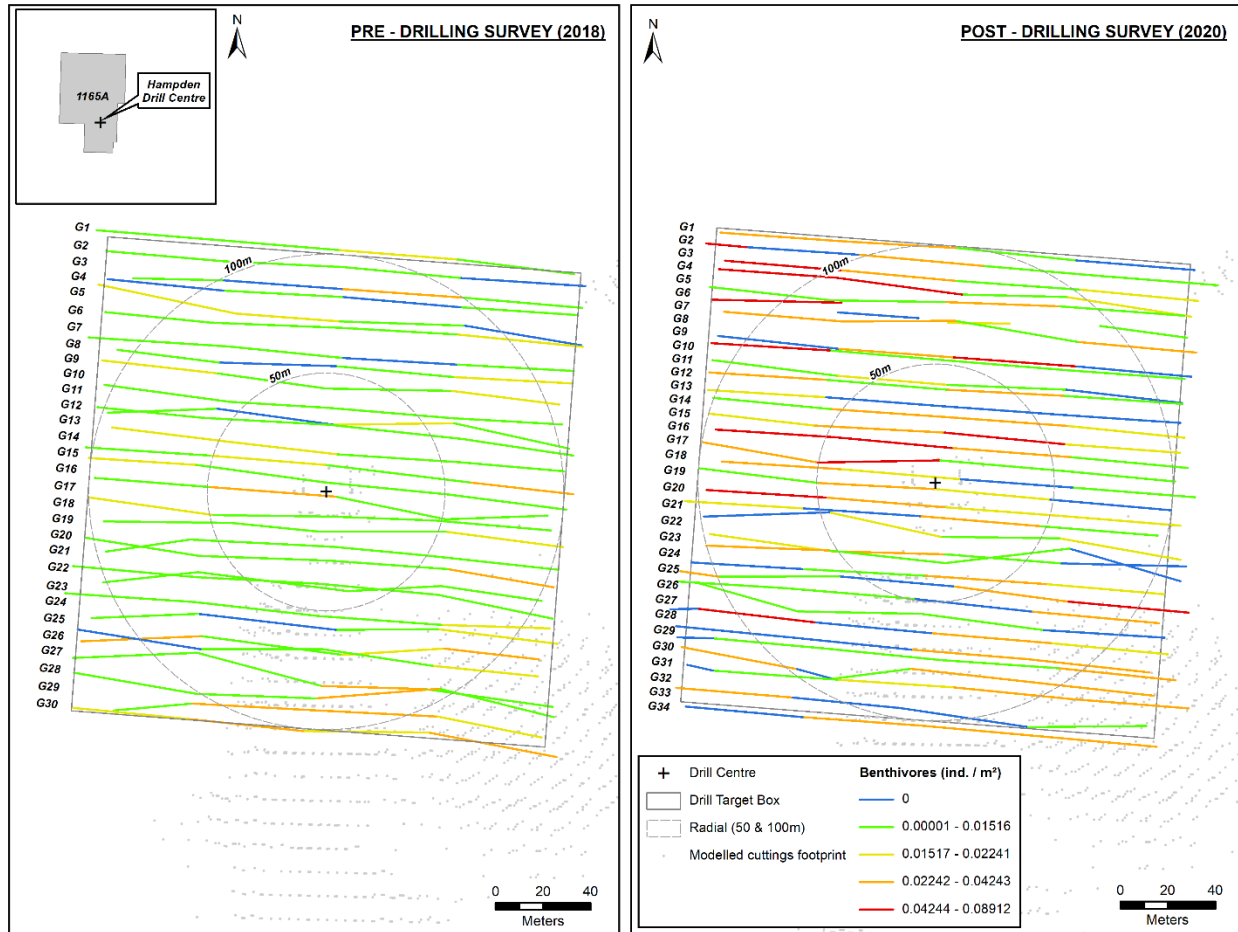 N
PRE - DRILLING SURVEY (2018)
1165A
Hampden
Drill Centre
G1
G2
G3
G4
G5
G6
G7
G8
G9
G10
G11
G12
G13
G14
G15
G16
G17
G18
G19
G20
G21
G22
G23
G24
G25
G26
G27
G28
G29
G30
100m
50m
0 20 40
Meters
N
POST - DRILLING SURVEY (2020)
G1
G2
G3
G4
G5
G6
G7
G8
G9
G10
G11
G12
G13
G14
G15
G16
G17
G18
G19
G20
G21
G22
G23
G24
G25
G26
G27
G28
G29
G30
G31
G32
G33
G34
100m
50m
Drill Centre
Drill Target Box
Radial (50 & 100m)
Modelled cuttings footprint
Benthivores (ind. / m²)
0
0.00001 - 0.01516
0.01517 - 0.02241
0.02242 - 0.04243
0.04244 - 0.08912
0 20 40
Meters